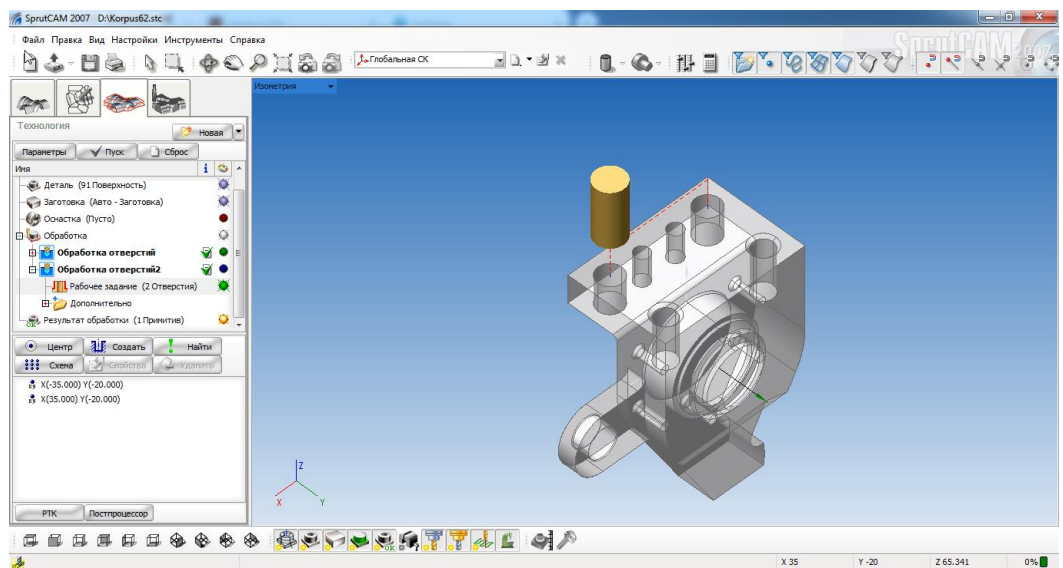 SprutCAM 2007 D:\Korpus62.stc
Файл Правка Вид Настройки Инструменты Справка
Глобальная СК
SprutCAM 2007
Изометрия
Технология
Новая
Параметры Пуск Сброс
Имя
Деталь (91 Поверхность)
Заготовка (Авто - Заготовка)
Оснастка (Пусто)
Обработка
Обработка отверстий
Обработка отверстий2
Рабочее задание (2 Отверстия)
Дополнительно
Результат обработки (1 Примитив)
Центр Создать Найти
Схема Свойства Удалить
X(-35.000) Y(-20.000)
X(35.000) Y(-20.000)
Z
X Y
РТК Постпроцессор
X 35 Y -20 Z 65.341 0%